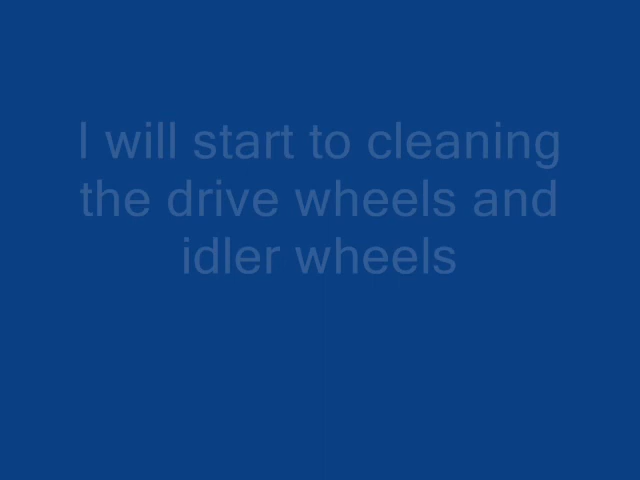 I will start to cleaning
the drive wheels and
idler wheels